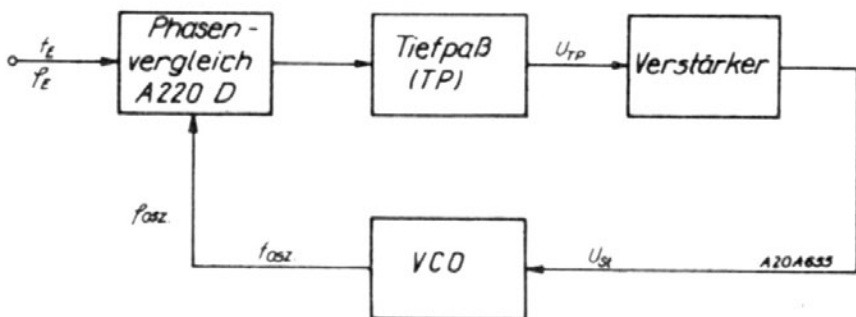 Phasen-
vergleich
A220 D
Tiefpaß
(TP)
Verstärker
VCO
f_E
φ_E
U_TP
φ_osz.
f_osz.
U_St
A20A655